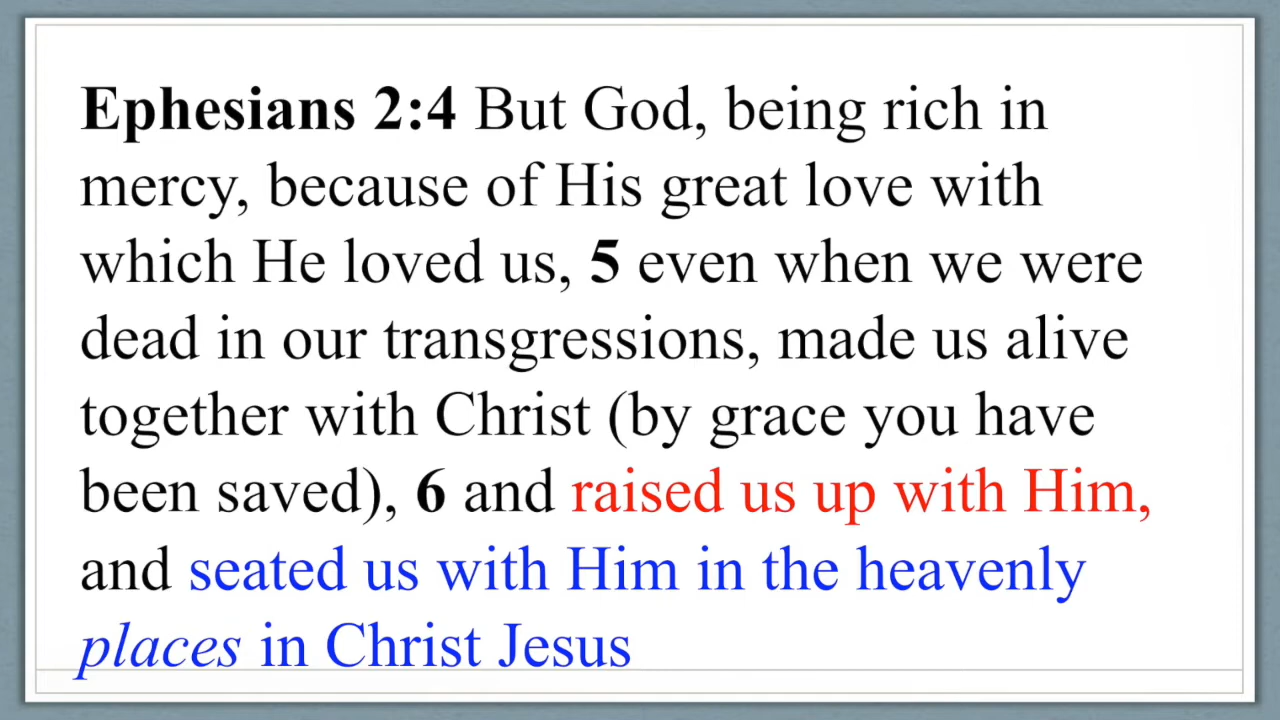 Ephesians 2:4 But God, being rich in
mercy, because of His great love with
which He loved us, 5 even when we were
dead in our transgressions, made us alive
together with Christ (by grace you have
been saved), 6 and raised us up with Him,
and seated us with Him in the heavenly
places in Christ Jesus